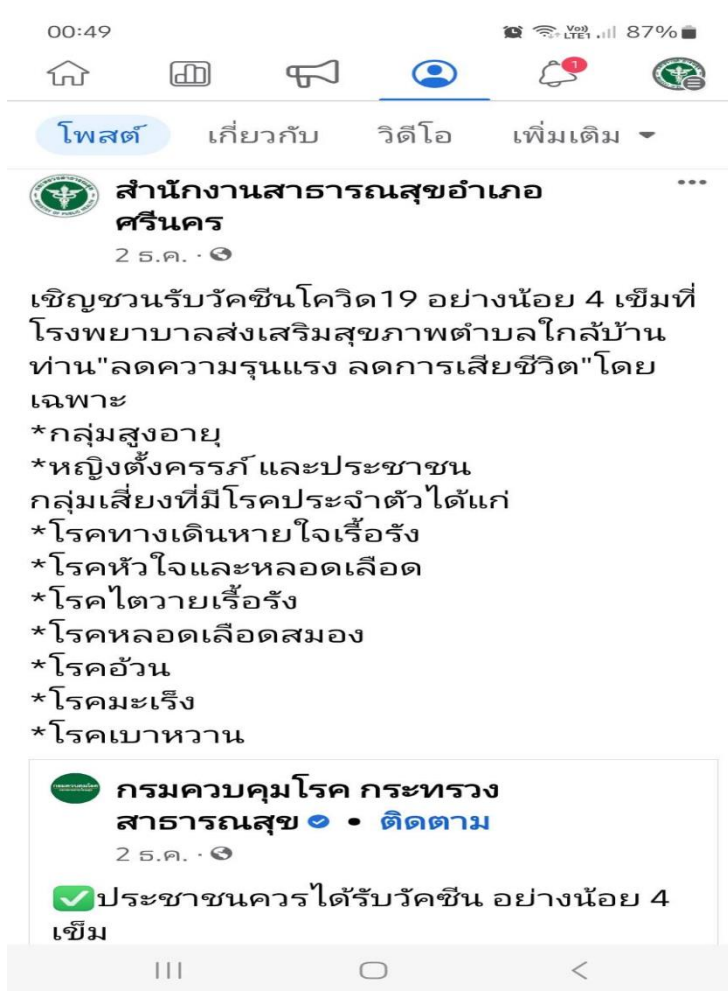 00:49
Vo)) LTE1 87%
1
โพสต์ เกี่ยวกับ วิดีโอ เพิ่มเติม
สำนักงานสาธารณสุขอำเภอ
ศรีนคร
2 ธ.ค. ·
เชิญชวนรับวัคซีนโควิด19 อย่างน้อย 4 เข็มที่
โรงพยาบาลส่งเสริมสุขภาพตำบลใกล้บ้าน
ท่าน"ลดความรุนแรง ลดการเสียชีวิต"โดย
เฉพาะ
*กลุ่มสูงอายุ
*หญิงตั้งครรภ์ และประชาชน
กลุ่มเสี่ยงที่มีโรคประจำตัวได้แก่
*โรคทางเดินหายใจเรื้อรัง
*โรคหัวใจและหลอดเลือด
*โรคไตวายเรื้อรัง
*โรคหลอดเลือดสมอง
*โรคอ้วน
*โรคมะเร็ง
*โรคเบาหวาน
กรมควบคุมโรค กระทรวง
สาธารณสุข • ติดตาม
2 ธ.ค. ·
✅ประชาชนควรได้รับวัคซีน อย่างน้อย 4
เข็ม